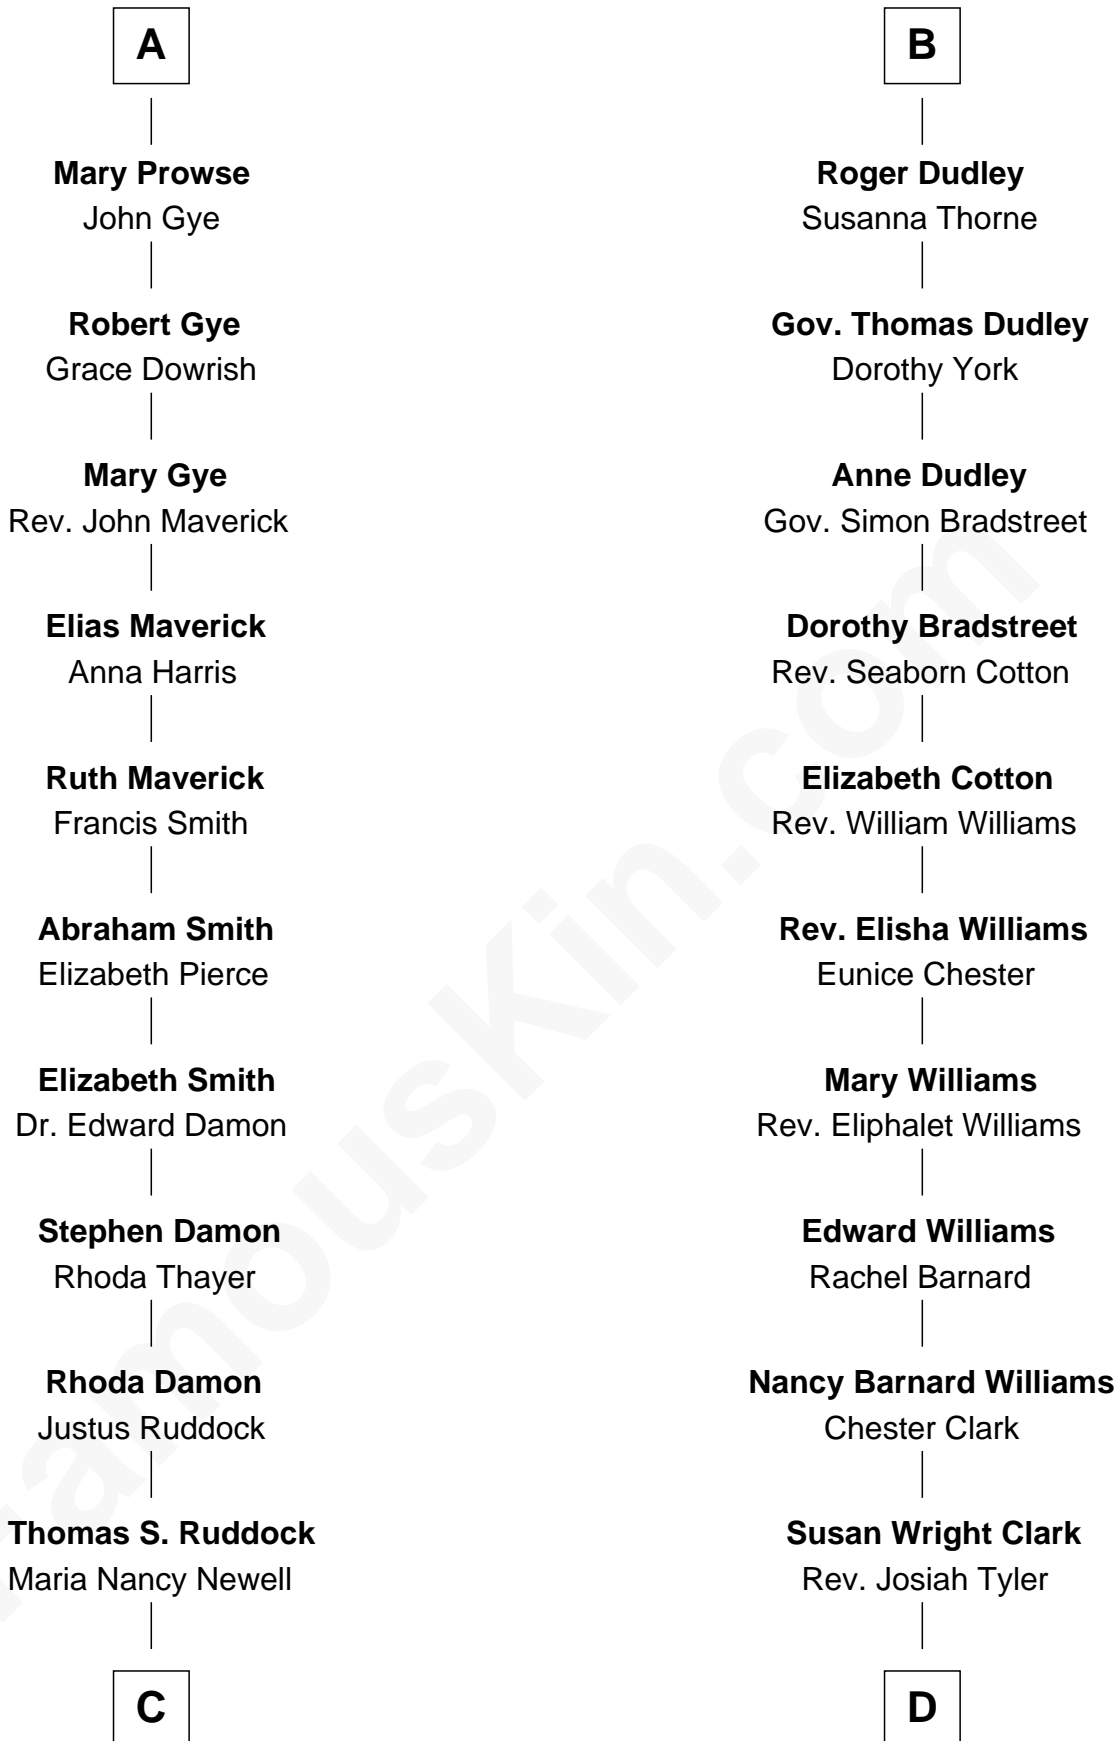 A
Mary Prowse
John Gye
Robert Gye
Grace Dowrish
Mary Gye
Rev. John Maverick
Elias Maverick
Anna Harris
Ruth Maverick
Francis Smith
Abraham Smith
Elizabeth Pierce
Elizabeth Smith
Dr. Edward Damon
Stephen Damon
Rhoda Thayer
Rhoda Damon
Justus Ruddock
Thomas S. Ruddock
Maria Nancy Newell
C
B
Roger Dudley
Susanna Thorne
Gov. Thomas Dudley
Dorothy York
Anne Dudley
Gov. Simon Bradstreet
Dorothy Bradstreet
Rev. Seaborn Cotton
Elizabeth Cotton
Rev. William Williams
Rev. Elisha Williams
Eunice Chester
Mary Williams
Rev. Eliphalet Williams
Edward Williams
Rachel Barnard
Nancy Barnard Williams
Chester Clark
Susan Wright Clark
Rev. Josiah Tyler
D
FamousKin.com